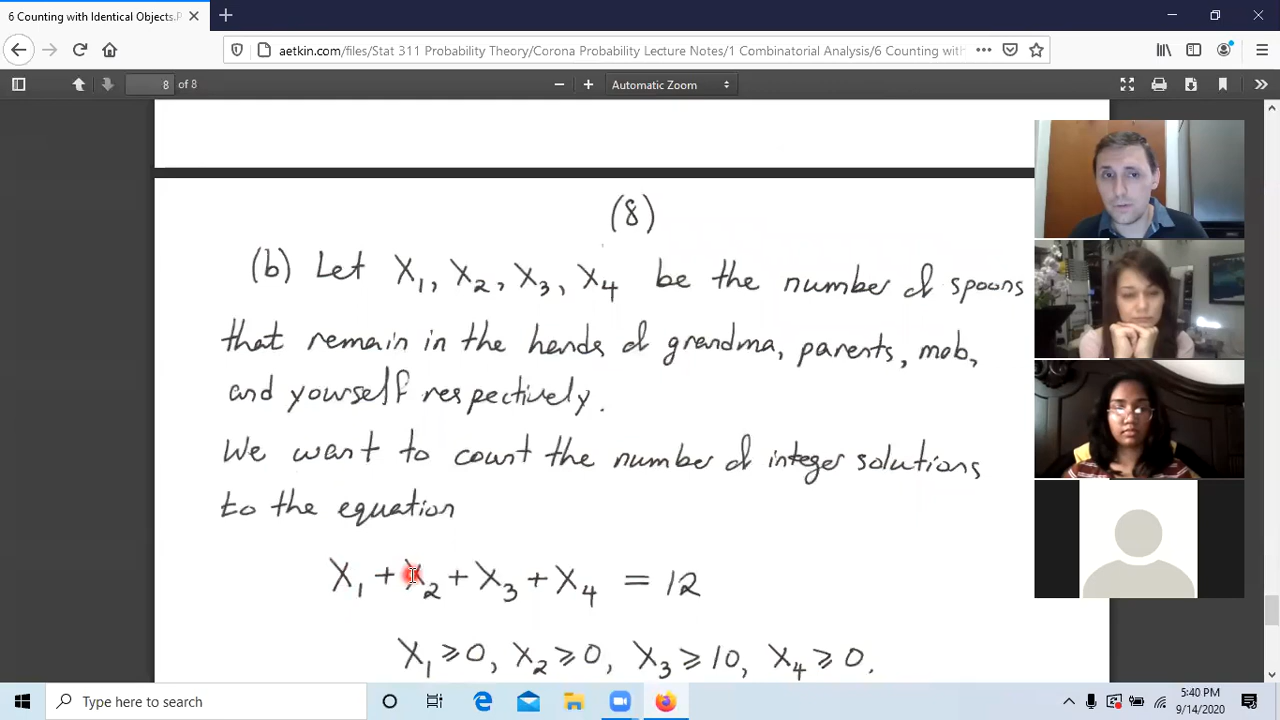 6 Counting with Identical Objects.P
aetkin.com/files/Stat 311 Probability Theory/Corona Probability Lecture Notes/1 Combinatorial Analysis/6 Counting with
8 of 8
Automatic Zoom
(8)
(b) Let X₁, X₂, X₃, X₄ be the number of spoons
that remain in the hands of grandma, parents, mob,
and yourself respectively.
We want to count the number of integer solutions
to the equation
X₁ + X₂ + X₃ + X₄ = 12
X₁ ≥ 0, X₂ ≥ 0, X₃ ≥ 10, X₄ ≥ 0.
Type here to search
5:40 PM
9/14/2020